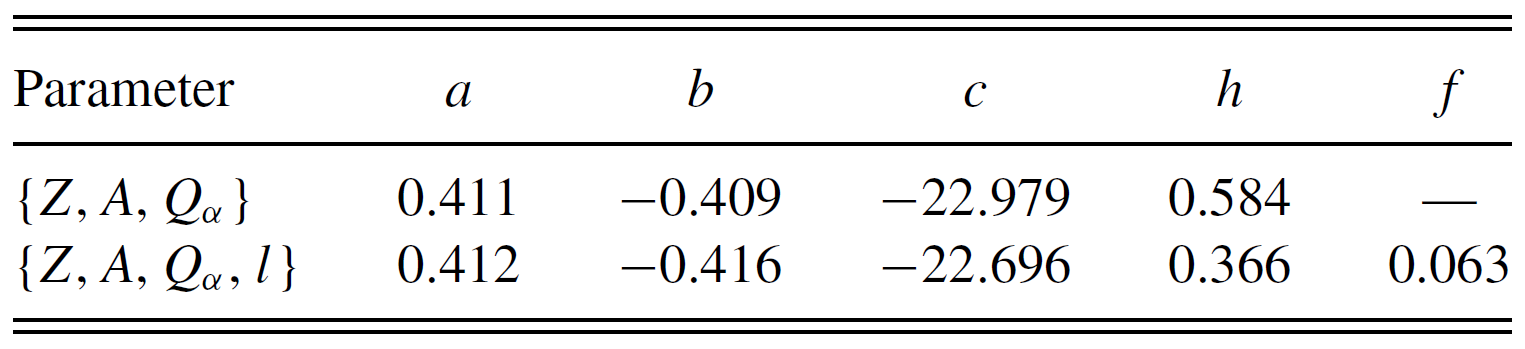 Parameter a b c h f
{Z, A, Qα} 0.411 −0.409 −22.979 0.584 —
{Z, A, Qα, l} 0.412 −0.416 −22.696 0.366 0.063